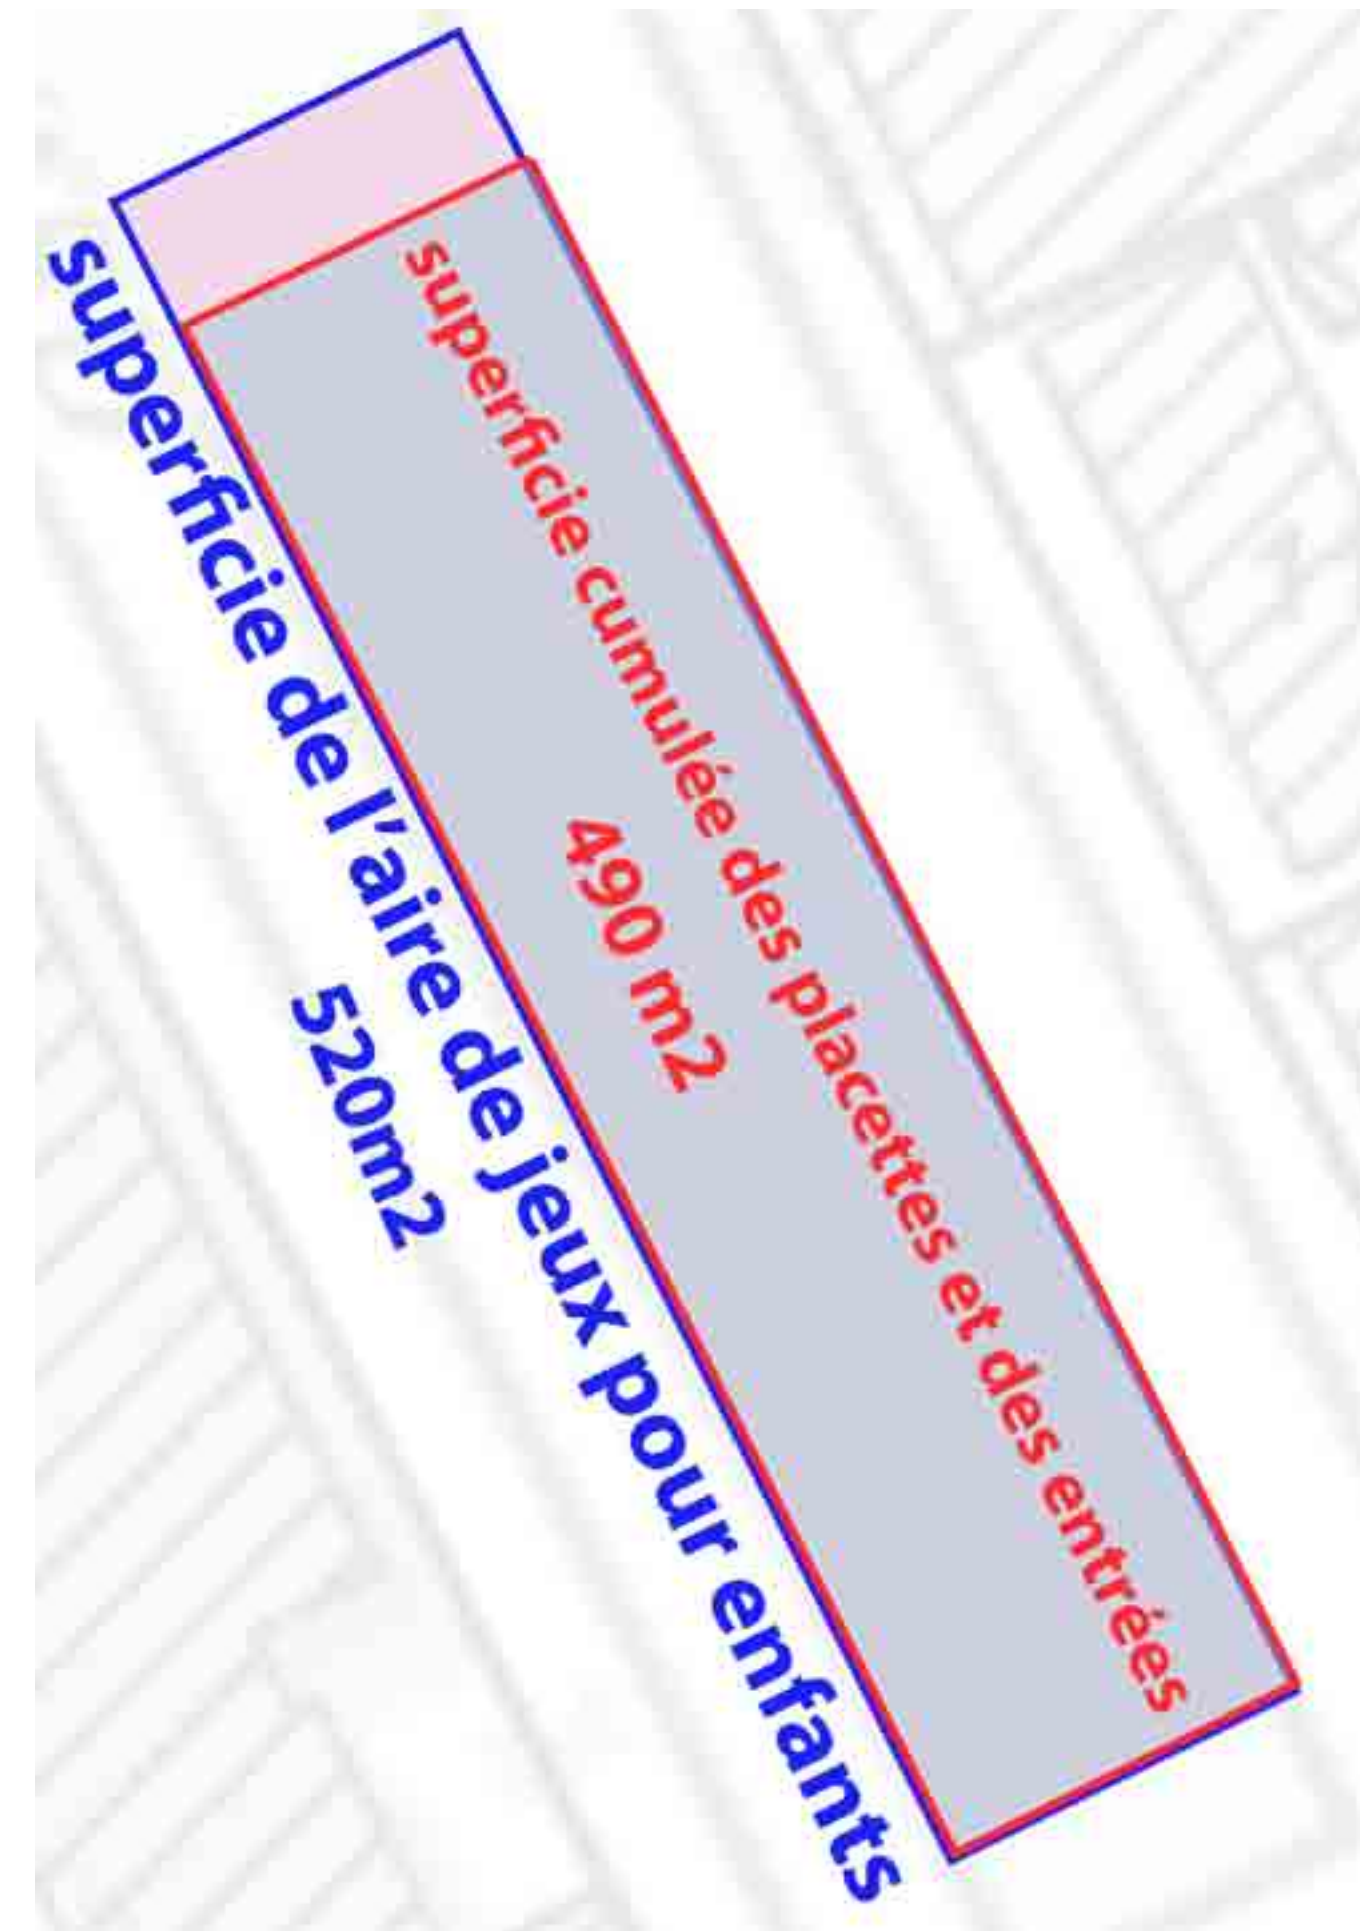 superficie de l’aire de jeux pour enfants
520m2
superficie cumulée des placettes et des entrées
490 m2